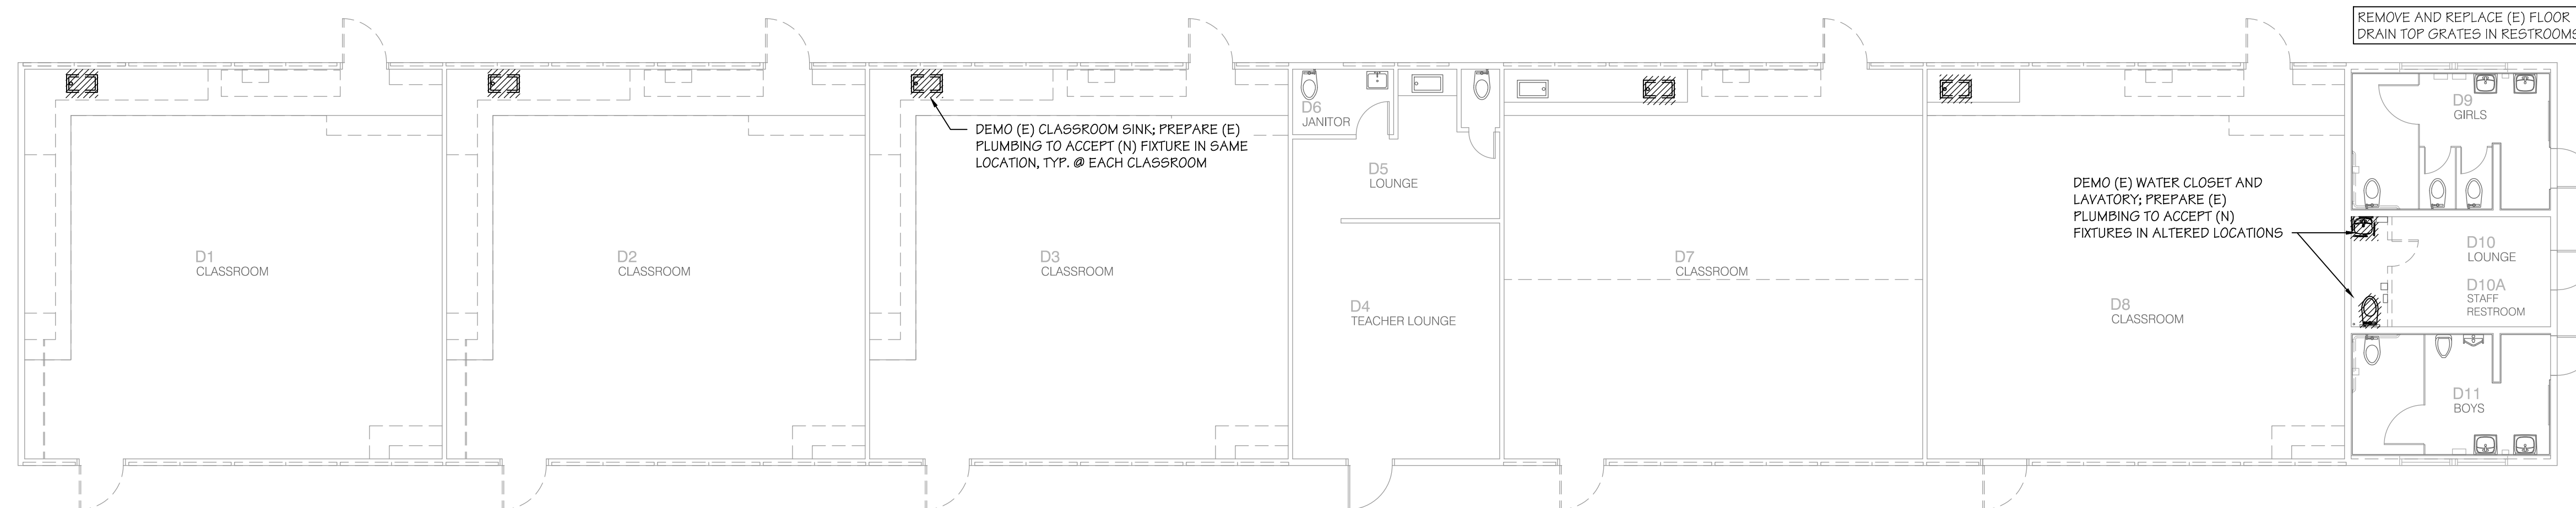 REMOVE AND REPLACE (E) FLOOR
DRAIN TOP GRATES IN RESTROOMS
D6
JANITOR
D9
GIRLS
DEMO (E) CLASSROOM SINK; PREPARE (E)
PLUMBING TO ACCEPT (N) FIXTURE IN SAME
LOCATION, TYP. @ EACH CLASSROOM
D5
LOUNGE
DEMO (E) WATER CLOSET AND
LAVATORY; PREPARE (E)
PLUMBING TO ACCEPT (N)
FIXTURES IN ALTERED LOCATIONS
D1
CLASSROOM
D2
CLASSROOM
D3
CLASSROOM
D7
CLASSROOM
D10
LOUNGE
D10A
STAFF
RESTROOM
D4
TEACHER LOUNGE
D8
CLASSROOM
D11
BOYS